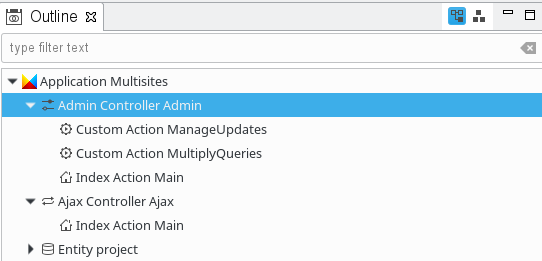 Outline
type filter text
Application Multisites
Admin Controller Admin
Custom Action ManageUpdates
Custom Action MultiplyQueries
Index Action Main
Ajax Controller Ajax
Index Action Main
Entity project